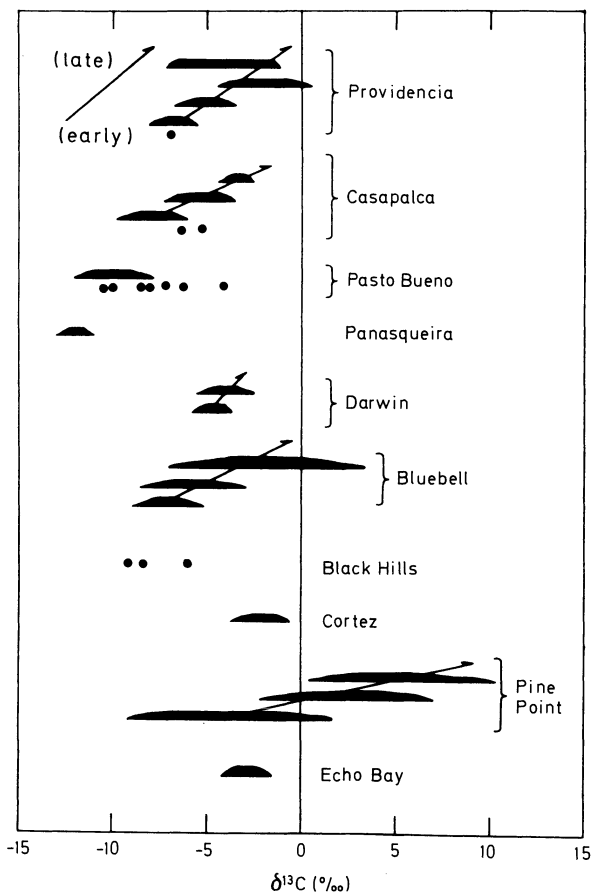 (late)
(early)
Providencia
Casapalca
Pasto Bueno
Panasqueira
Darwin
Bluebell
Black Hills
Cortez
Pine
Point
Echo Bay
-15 -10 -5 0 5 10 15
δ¹³C (°/₀₀)